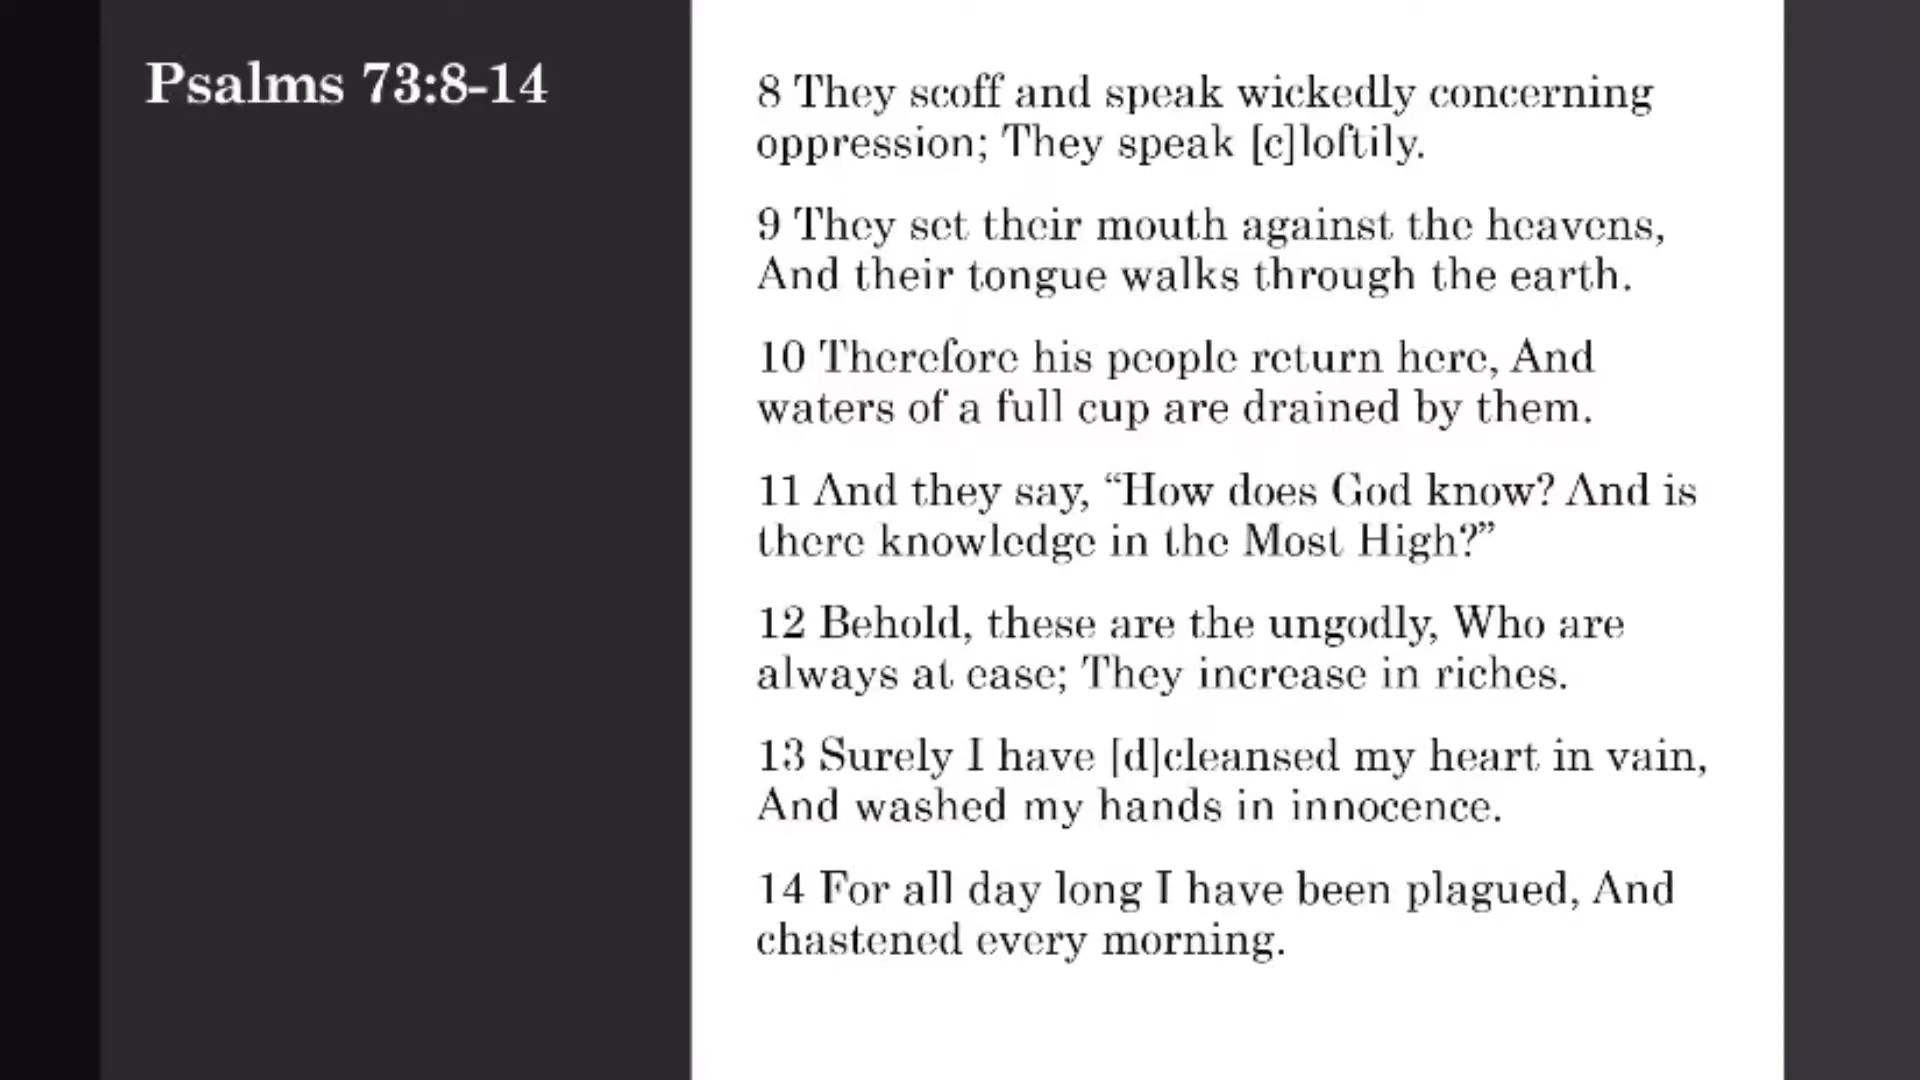 Psalms 73:8-14
8 They scoff and speak wickedly concerning
oppression; They speak [c]loftily.
9 They set their mouth against the heavens,
And their tongue walks through the earth.
10 Therefore his people return here, And
waters of a full cup are drained by them.
11 And they say, “How does God know? And is
there knowledge in the Most High?”
12 Behold, these are the ungodly, Who are
always at ease; They increase in riches.
13 Surely I have [d]cleansed my heart in vain,
And washed my hands in innocence.
14 For all day long I have been plagued, And
chastened every morning.